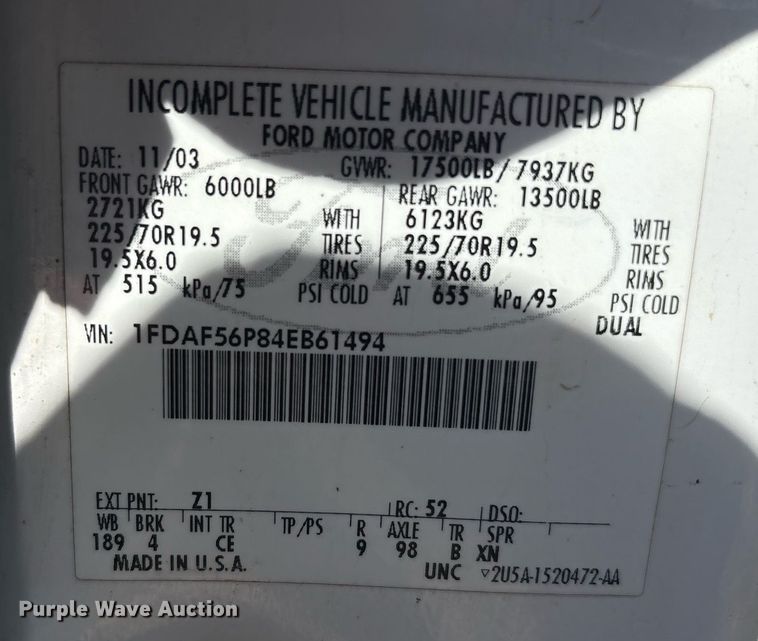 INCOMPLETE VEHICLE MANUFACTURED BY
FORD MOTOR COMPANY
DATE: 11/03 GVWR: 17500LB/ 7937KG
FRONT GAWR: 6000LB REAR GAWR: 13500LB
2721KG WITH 6123KG WITH
225/70R19.5 TIRES 225/70R19.5 TIRES
19.5X6.0 RIMS 19.5X6.0 RIMS
AT 515 kPa/75 PSI COLD AT 655 kPa/95 PSI COLD
DUAL
VIN: 1FDAF56P84EB61494
EXT PNT: Z1 RC: 52 DSO:
WB BRK INT TR TP/PS R AXLE TR SPR
189 4 CE 9 98 B XN
MADE IN U.S.A. UNC ▽2U5A-1520472-AA
Ford
Purple Wave Auction